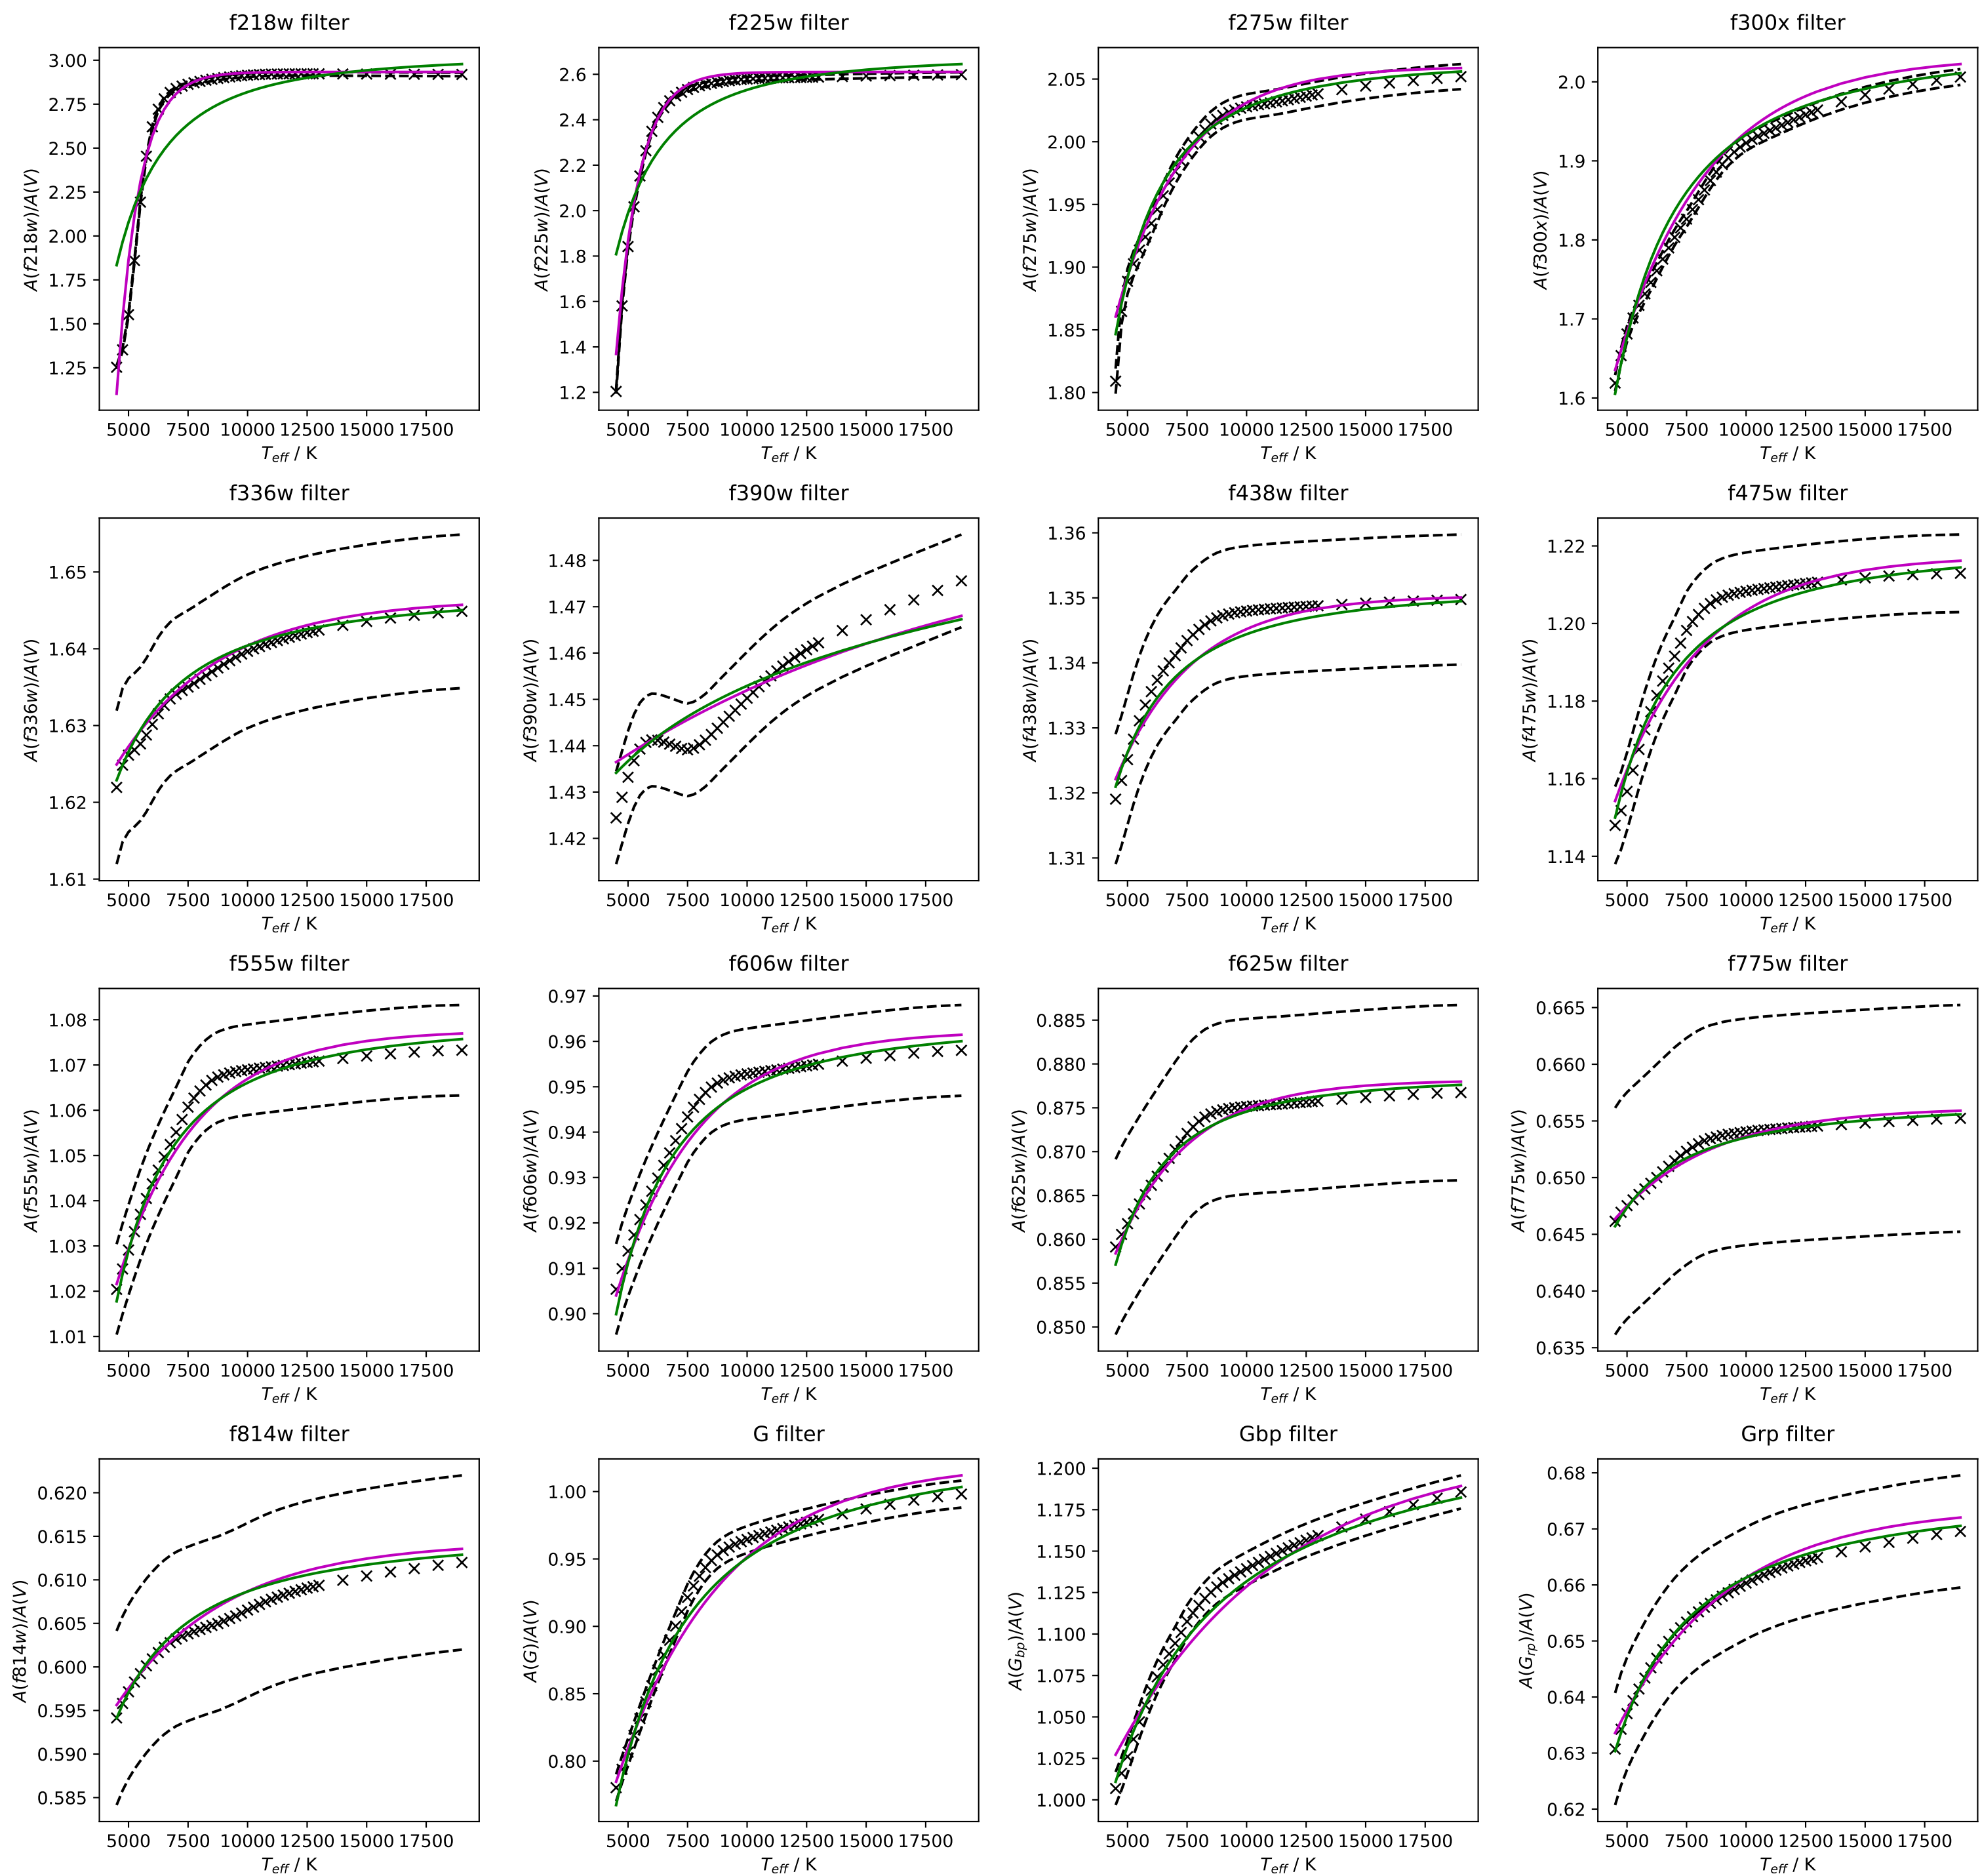 f218w filter
f225w filter
f275w filter
f300x filter
3.00
2.75
2.50
2.25
2.00
1.75
1.50
1.25
A(f218w)/A(V)
5000 7500 10000 12500 15000 17500
T_eff / K
2.6
2.4
2.2
2.0
1.8
1.6
1.4
1.2
A(f225w)/A(V)
5000 7500 10000 12500 15000 17500
T_eff / K
2.05
2.00
1.95
1.90
1.85
1.80
A(f275w)/A(V)
5000 7500 10000 12500 15000 17500
T_eff / K
2.0
1.9
1.8
1.7
1.6
A(f300x)/A(V)
5000 7500 10000 12500 15000 17500
T_eff / K
f336w filter
f390w filter
f438w filter
f475w filter
1.65
1.64
1.63
1.62
1.61
A(f336w)/A(V)
5000 7500 10000 12500 15000 17500
T_eff / K
1.48
1.47
1.46
1.45
1.44
1.43
1.42
A(f390w)/A(V)
5000 7500 10000 12500 15000 17500
T_eff / K
1.36
1.35
1.34
1.33
1.32
1.31
A(f438w)/A(V)
5000 7500 10000 12500 15000 17500
T_eff / K
1.22
1.20
1.18
1.16
1.14
A(f475w)/A(V)
5000 7500 10000 12500 15000 17500
T_eff / K
f555w filter
f606w filter
f625w filter
f775w filter
1.08
1.07
1.06
1.05
1.04
1.03
1.02
1.01
A(f555w)/A(V)
5000 7500 10000 12500 15000 17500
T_eff / K
0.97
0.96
0.95
0.94
0.93
0.92
0.91
0.90
A(f606w)/A(V)
5000 7500 10000 12500 15000 17500
T_eff / K
0.885
0.880
0.875
0.870
0.865
0.860
0.855
0.850
A(f625w)/A(V)
5000 7500 10000 12500 15000 17500
T_eff / K
0.665
0.660
0.655
0.650
0.645
0.640
0.635
A(f775w)/A(V)
5000 7500 10000 12500 15000 17500
T_eff / K
f814w filter
G filter
Gbp filter
Grp filter
0.620
0.615
0.610
0.605
0.600
0.595
0.590
0.585
A(f814w)/A(V)
5000 7500 10000 12500 15000 17500
T_eff / K
1.00
0.95
0.90
0.85
0.80
A(G)/A(V)
5000 7500 10000 12500 15000 17500
T_eff / K
1.200
1.175
1.150
1.125
1.100
1.075
1.050
1.025
1.000
A(G_bp)/A(V)
5000 7500 10000 12500 15000 17500
T_eff / K
0.68
0.67
0.66
0.65
0.64
0.63
0.62
A(G_rp)/A(V)
5000 7500 10000 12500 15000 17500
T_eff / K